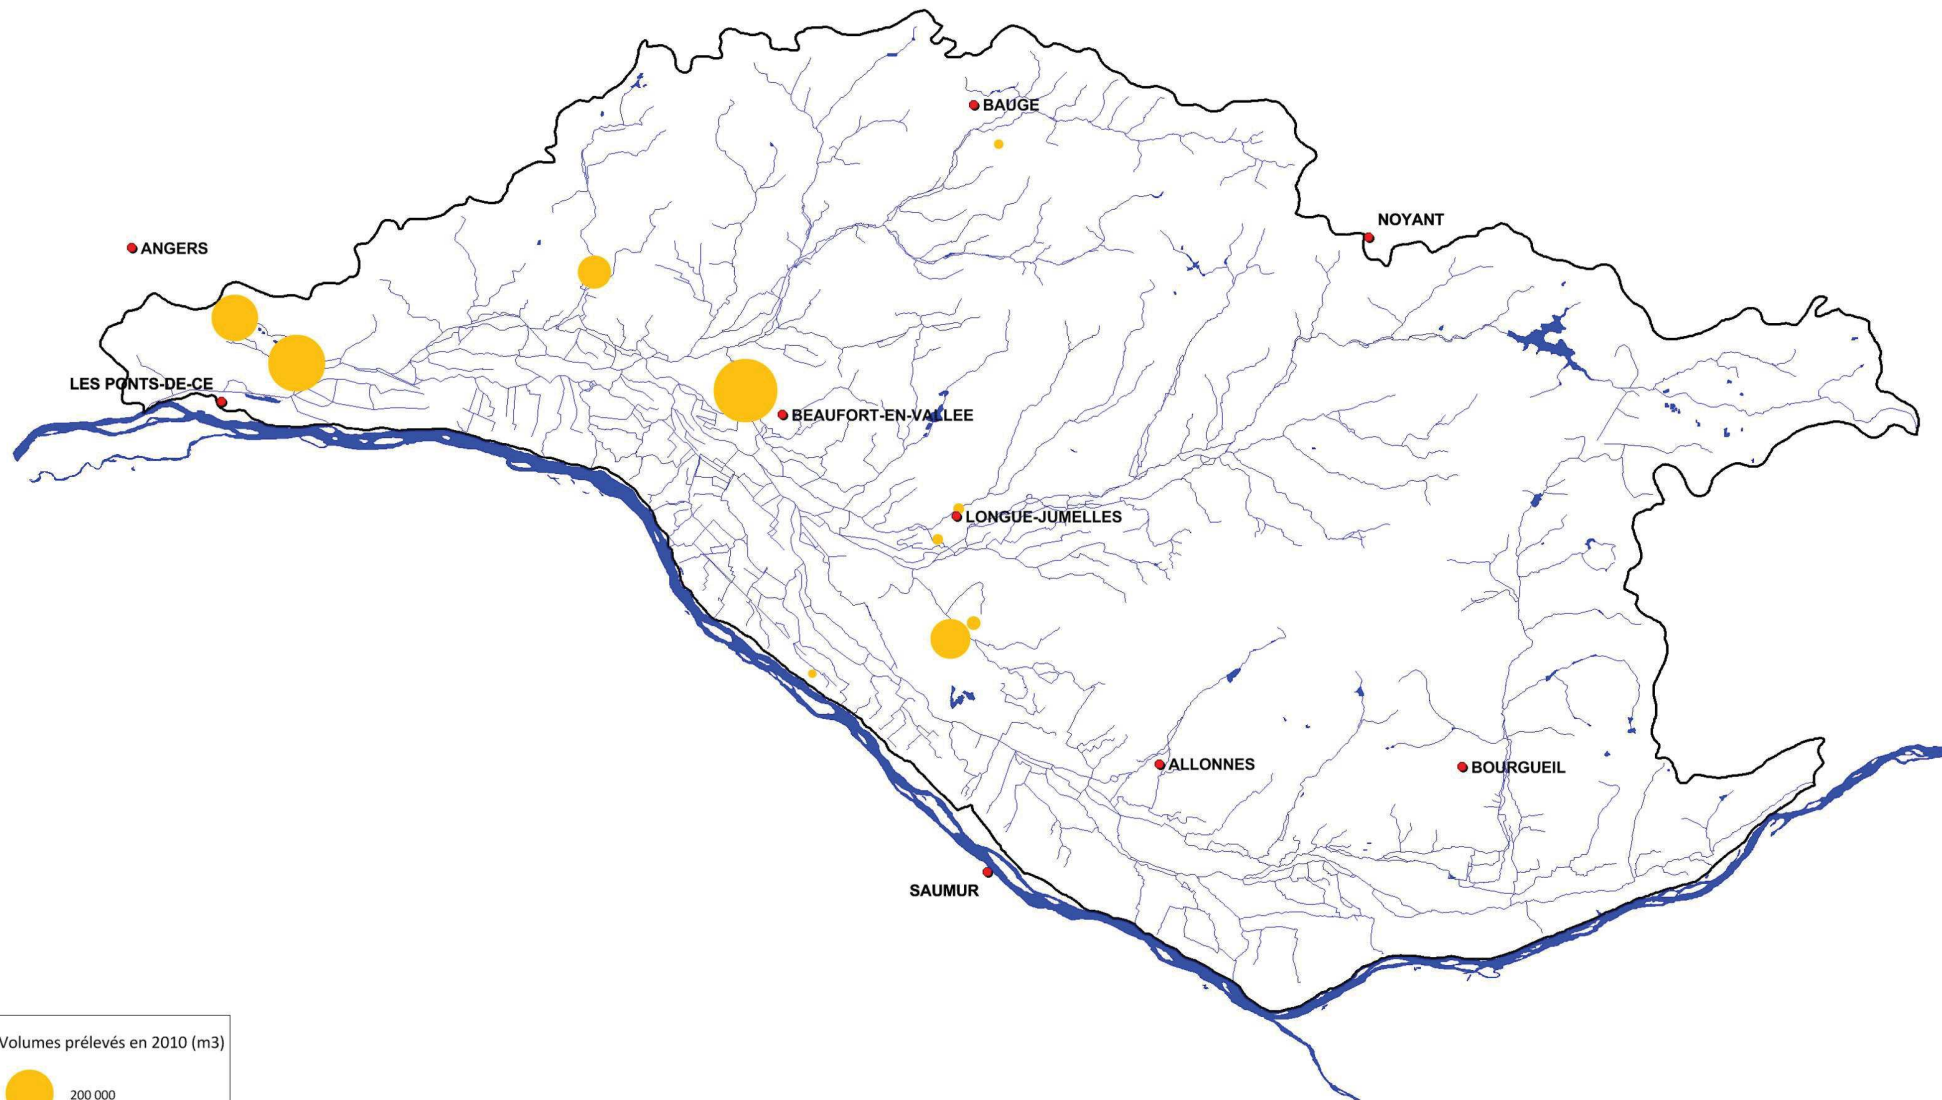 BAUGE
NOYANT
ANGERS
LES PONTS-DE-CE
BEAUFORT-EN-VALLEE
LONGUE-JUMELLES
ALLONNES
BOURGUEIL
SAUMUR
Volumes prélevés en 2010 (m3)
200 000